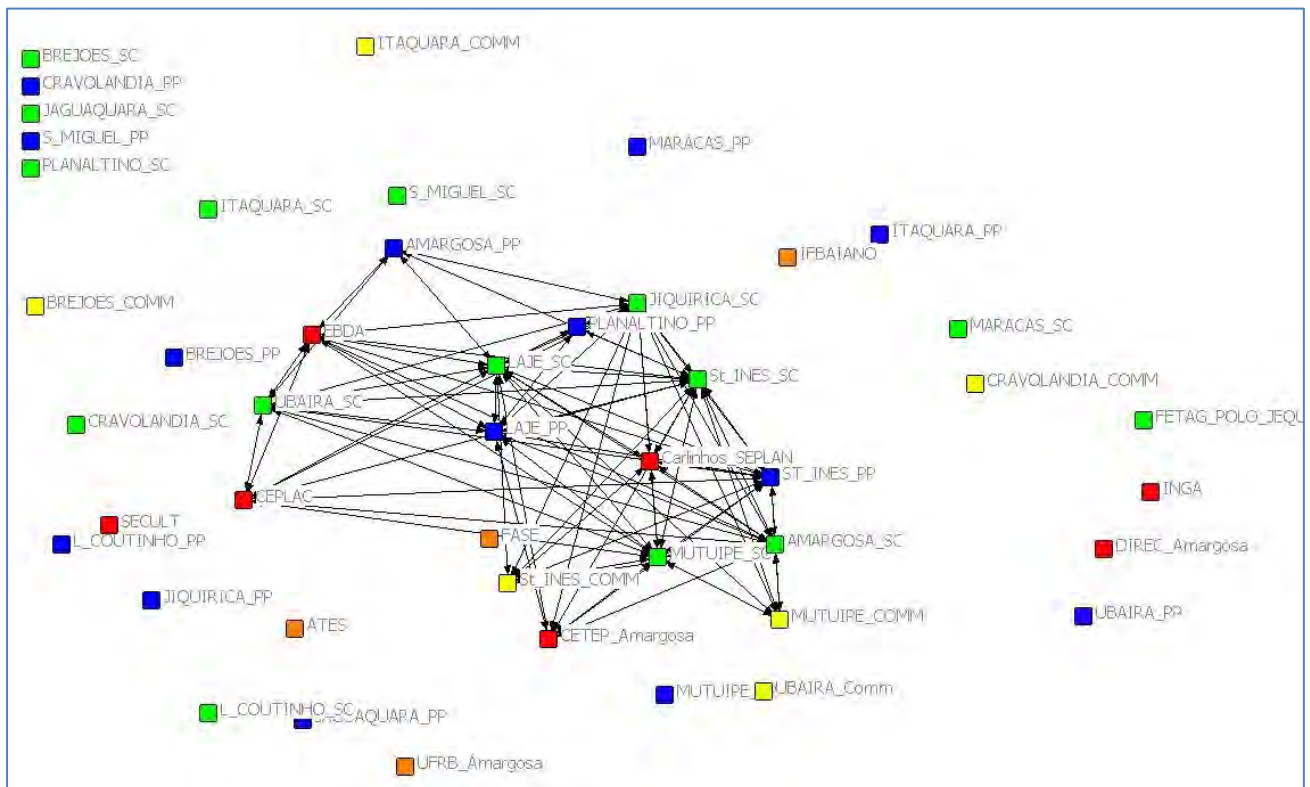 ITAQUARA_COMM
BREJOES_SC
CRAVOLANDIA_PP
JAGUAQUARA_SC
S_MIGUEL_PP
MARACAS_PP
PLANALTINO_SC
S_MIGUEL_SC
ITAQUARA_SC
ITAQUARA_PP
AMARGOSA_PP
IFBAIANO
BREJOES_COMM
JIQUIRICA_SC
PLANALTINO_PP
MARACAS_SC
EBDA
BREJOES_PP
LAJE_SC
St_INES_SC
CRAVOLANDIA_COMM
UBAIRA_SC
CRAVOLANDIA_SC
FETAG_POLO_JEQU
LAJE_PP
Carlinhos_SEPLAN
ST_INES_PP
INGA
CEPLAC
SECULT
FASE
L_COUTINHO_PP
AMARGOSA_SC
DIREC_Amargosa
MUTUIPE_SC
St_INES_COMM
JIQUIRICA_PP
MUTUIPE_COMM
UBAIRA_PP
ATES
CETEP_Amargosa
MUTUIPE
UBAIRA_Comm
L_COUTINHO_SC
AQUARA_PP
UFRB_Amargosa